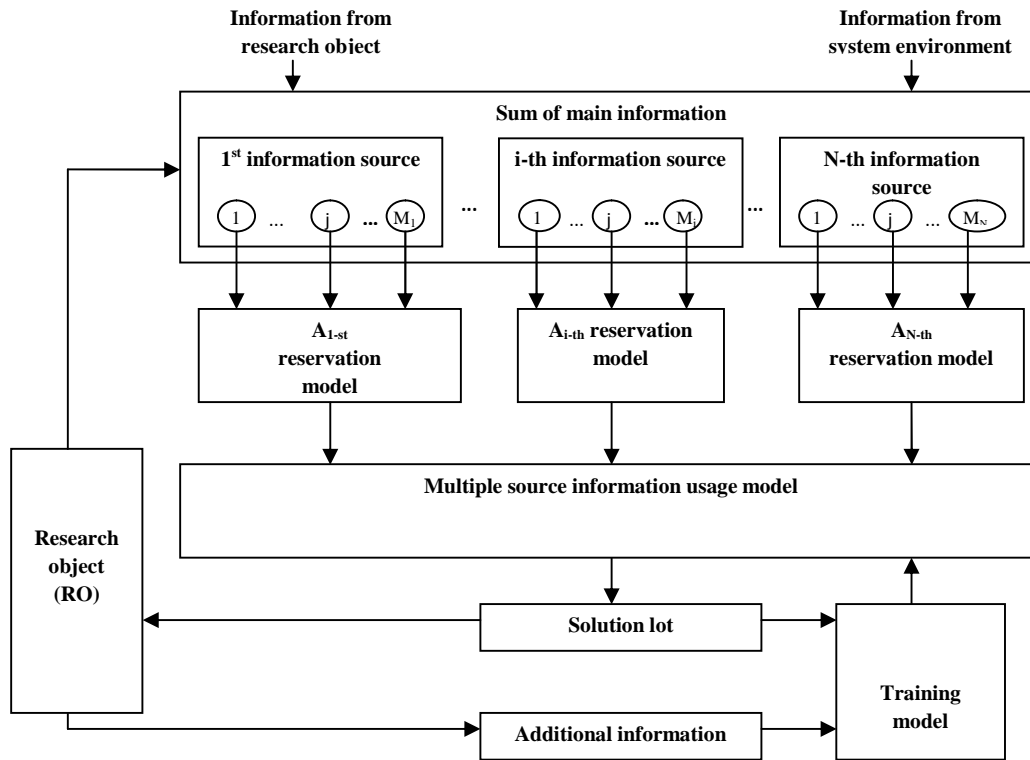 Information from
research object
Information from
system environment
Sum of main information
1st information source
1 ... j ... M1
...
i-th information source
1 ... j ... Mi
...
N-th information
source
1 ... j ... MN
A1-st
reservation
model
Ai-th reservation
model
AN-th
reservation model
Multiple source information usage model
Research
object
(RO)
Solution lot
Training
model
Additional information